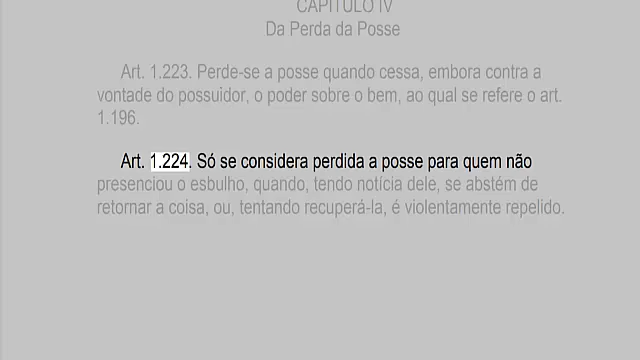 CAPÍTULO IV
Da Perda da Posse
Art. 1.223. Perde-se a posse quando cessa, embora contra a
vontade do possuidor, o poder sobre o bem, ao qual se refere o art.
1.196.
Art. 1.224. Só se considera perdida a posse para quem não
presenciou o esbulho, quando, tendo notícia dele, se abstém de
retornar a coisa, ou, tentando recuperá-la, é violentamente repelido.